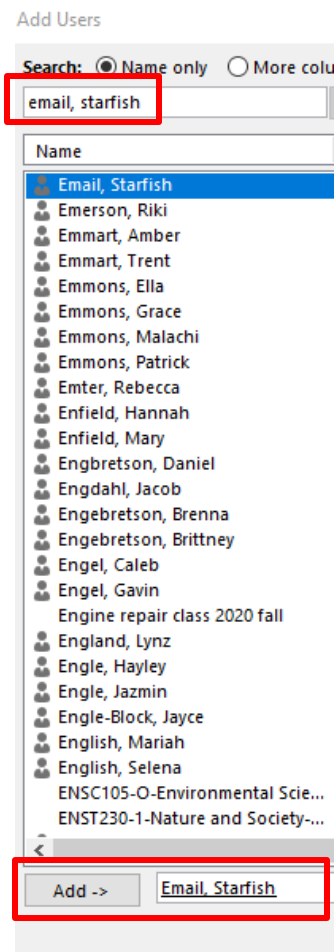 Add Users
Search: Name only More colu
email, starfish
Name
Email, Starfish
Emerson, Riki
Emmart, Amber
Emmart, Trent
Emmons, Ella
Emmons, Grace
Emmons, Malachi
Emmons, Patrick
Emter, Rebecca
Enfield, Hannah
Enfield, Mary
Engbretson, Daniel
Engdahl, Jacob
Engebretson, Brenna
Engebretson, Brittney
Engel, Caleb
Engel, Gavin
Engine repair class 2020 fall
England, Lynz
Engle, Hayley
Engle, Jazmin
Engle-Block, Jayce
English, Mariah
English, Selena
ENSC105-O-Environmental Scie...
ENST230-1-Nature and Society-...
Add -> Email, Starfish